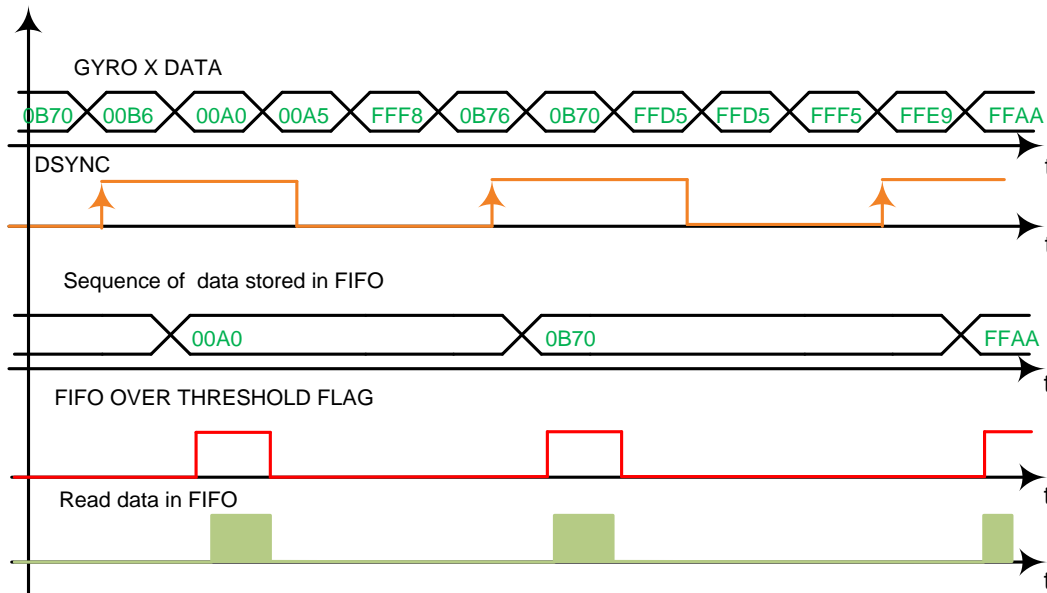 GYRO X DATA
0B70 00B6 00A0 00A5 FFF8 0B76 0B70 FFD5 FFD5 FFF5 FFE9 FFAA
t
DSYNC
t
Sequence of data stored in FIFO
00A0 0B70 FFAA
t
FIFO OVER THRESHOLD FLAG
t
Read data in FIFO
t